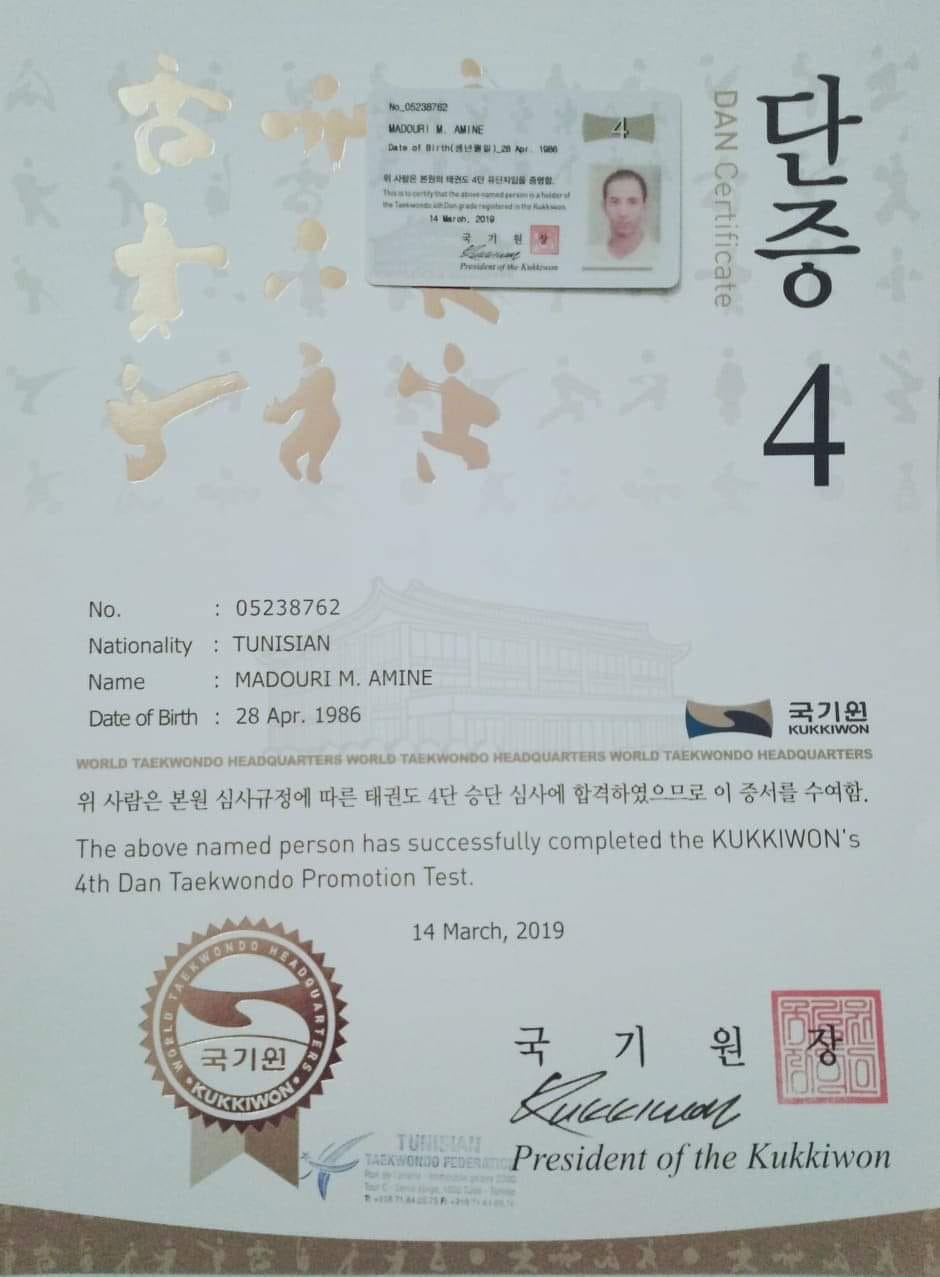 No_05238762
4
MADOURI M. AMINE
Date of Birth(생년월일)_28 Apr. 1986
위 사람은 본원의 태권도 4단 유단자임을 증명함.
This is to certify that the above named person is a holder of
the Taekwondo 4th Dan grade registered in the Kukkiwon.
14 March, 2019
국 기 원 장
Kukkiwon
President of the Kukkiwon
단증
DAN Certificate
4
No. : 05238762
Nationality : TUNISIAN
Name : MADOURI M. AMINE
Date of Birth : 28 Apr. 1986
국기원
KUKKIWON
WORLD TAEKWONDO HEADQUARTERS WORLD TAEKWONDO HEADQUARTERS WORLD TAEKWONDO HEADQUARTERS
위 사람은 본원 심사규정에 따른 태권도 4단 승단 심사에 합격하였으므로 이 증서를 수여함.
The above named person has successfully completed the KUKKIWON's
4th Dan Taekwondo Promotion Test.
14 March, 2019
WORLD TAEKWONDO HEADQUARTERS
국기원
KUKKIWON
국 기 원 장
Kukkiwon
President of the Kukkiwon
TUNISIAN
TAEKWONDO FEDERATION